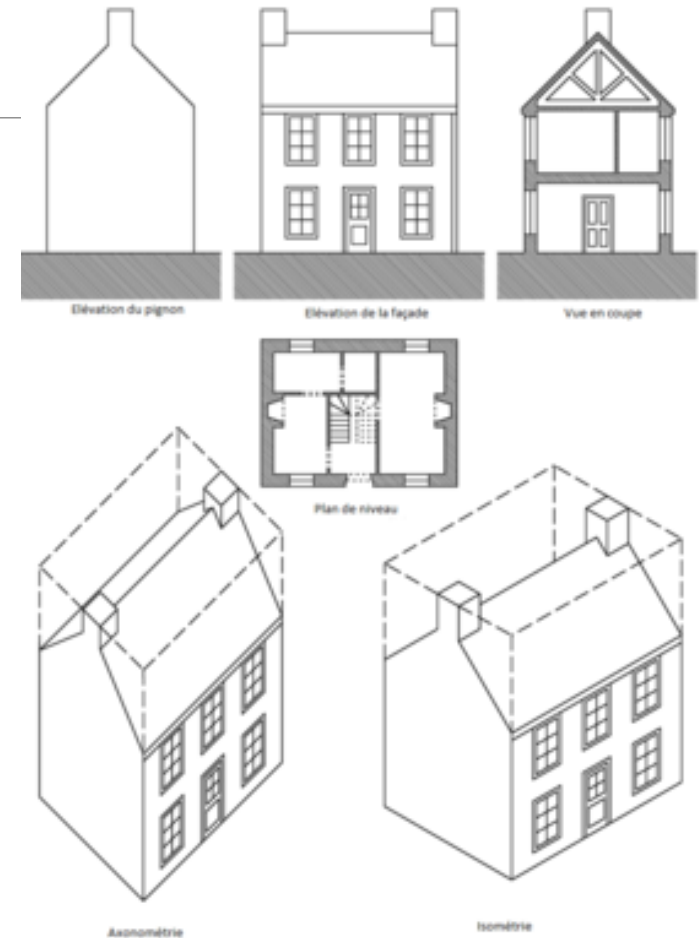 Elévation du pignon
Elévation de la façade
Vue en coupe
Plan de niveau
Axonométrie
Isométrie